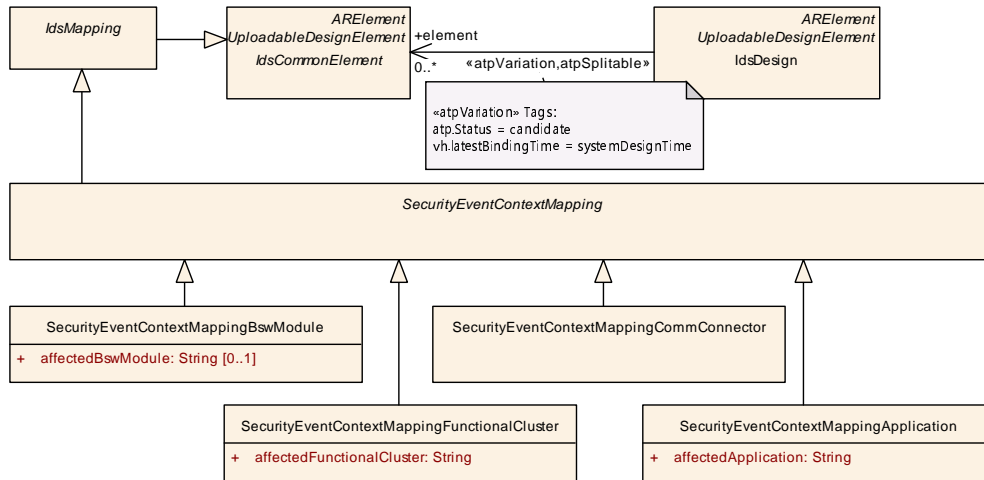 IdsMapping
ARElement
UploadableDesignElement
IdsCommonElement
+element
0..*
«atpVariation,atpSplitable»
ARElement
UploadableDesignElement
IdsDesign
«atpVariation» Tags:
atp.Status = candidate
vh.latestBindingTime = systemDesignTime
SecurityEventContextMapping
SecurityEventContextMappingBswModule
+ affectedBswModule: String [0..1]
SecurityEventContextMappingCommConnector
SecurityEventContextMappingFunctionalCluster
+ affectedFunctionalCluster: String
SecurityEventContextMappingApplication
+ affectedApplication: String